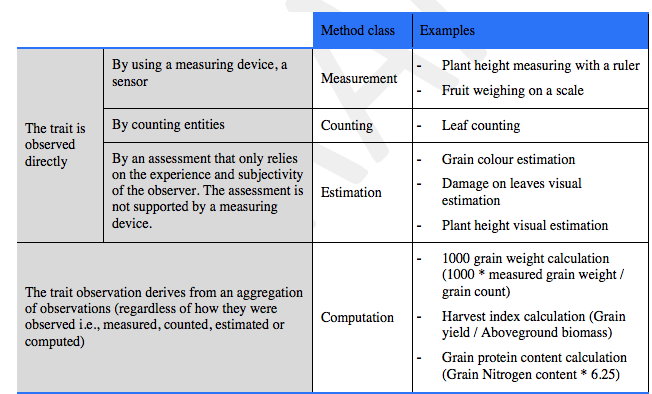 Method class
Examples
The trait is
observed
directly
By using a measuring device, a
sensor
Measurement
- Plant height measuring with a ruler
- Fruit weighing on a scale
By counting entities
Counting
- Leaf counting
By an assessment that only relies
on the experience and subjectivity
of the observer. The assessment is
not supported by a measuring
device.
Estimation
- Grain colour estimation
- Damage on leaves visual
estimation
- Plant height visual estimation
The trait observation derives from an aggregation
of observations (regardless of how they were
observed i.e., measured, counted, estimated or
computed)
Computation
- 1000 grain weight calculation
(1000 * measured grain weight /
grain count)
- Harvest index calculation (Grain
yield / Aboveground biomass)
- Grain protein content calculation
(Grain Nitrogen content * 6.25)